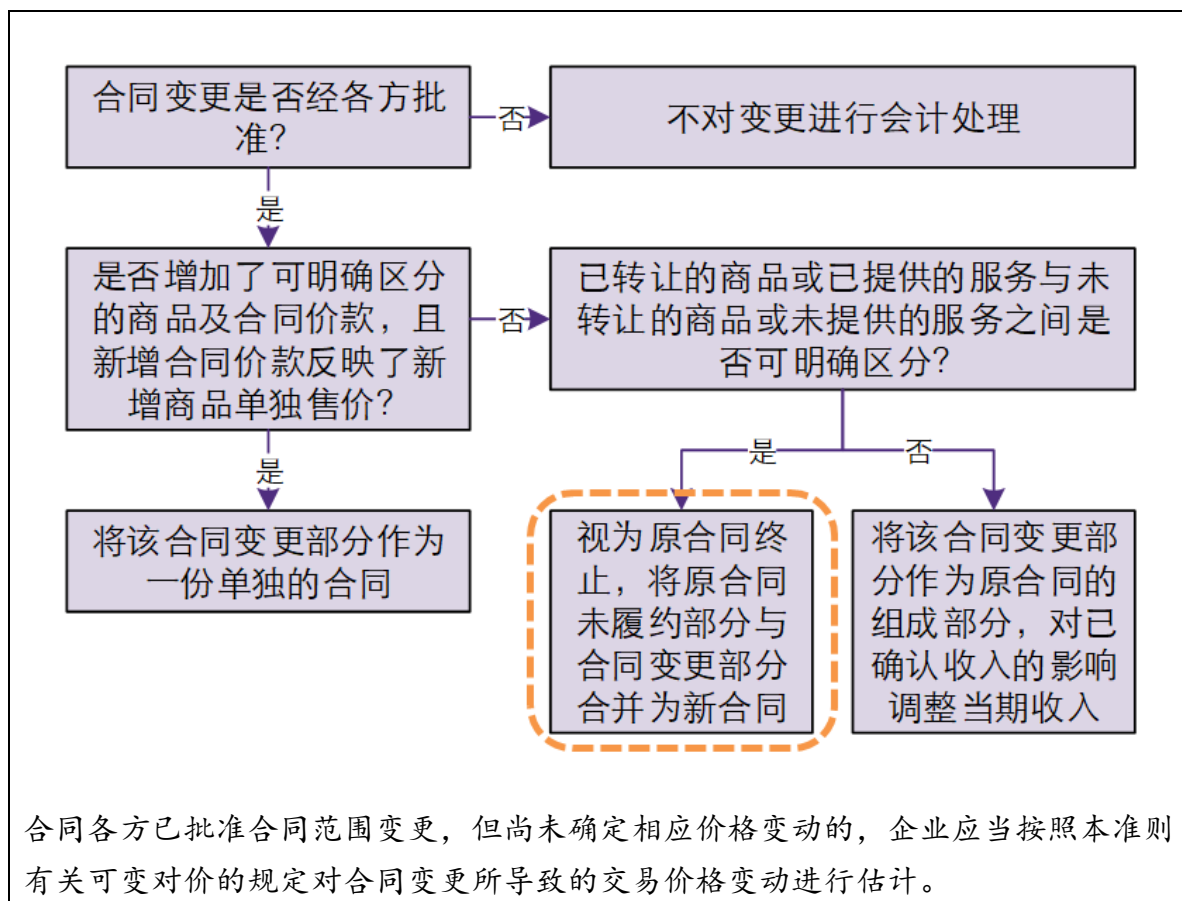 合同变更是否经各方批
准？
否
不对变更进行会计处理
是
是否增加了可明确区分
的商品及合同价款，且
新增合同价款反映了新
增商品单独售价？
否
已转让的商品或已提供的服务与未
转让的商品或未提供的服务之间是
否可明确区分？
是
是
否
将该合同变更部分作为
一份单独的合同
视为原合同终
止，将原合同
未履约部分与
合同变更部分
合并为新合同
将该合同变更部
分作为原合同的
组成部分，对已
确认收入的影响
调整当期收入
合同各方已批准合同范围变更，但尚未确定相应价格变动的，企业应当按照本准则
有关可变对价的规定对合同变更所导致的交易价格变动进行估计。